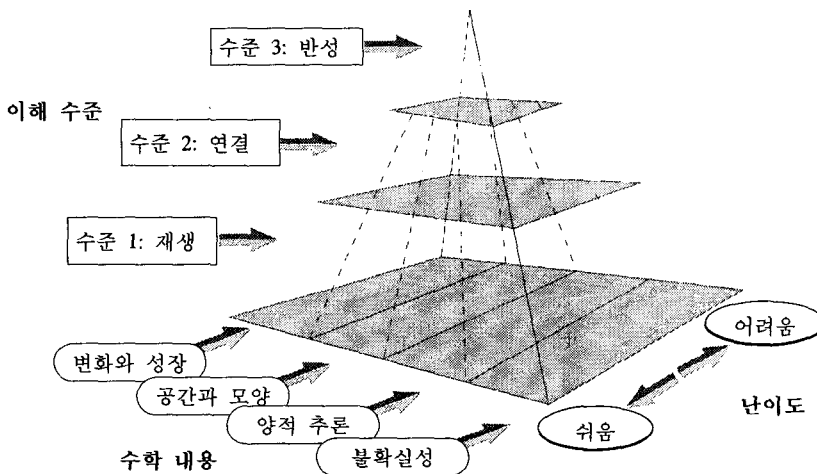 수준 3: 반성
이해 수준
수준 2: 연결
수준 1: 재생
어려움
변화와 성장
공간과 모양
양적 추론
난이도
쉬움
불확실성
수학 내용